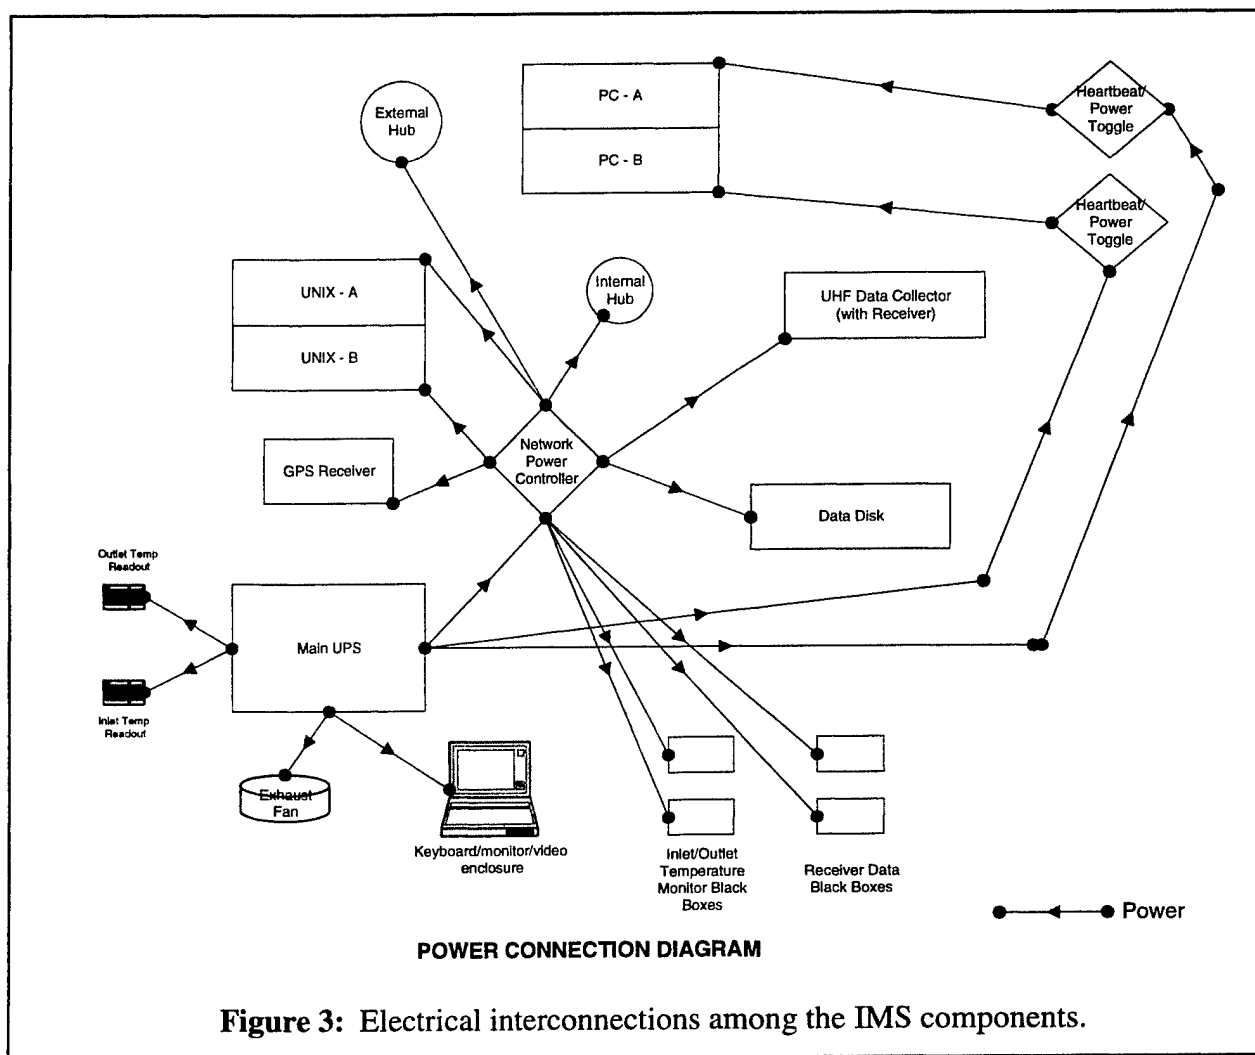 External
Hub
PC - A
PC - B
Heartbeat/
Power
Toggle
Heartbeat/
Power
Toggle
UNIX - A
UNIX - B
Internal
Hub
UHF Data Collector
(with Receiver)
GPS Receiver
Network
Power
Controller
Data Disk
Outlet Temp
Readout
Main UPS
Inlet Temp
Readout
Exhaust
Fan
Keyboard/monitor/video
enclosure
Inlet/Outlet
Temperature
Monitor Black
Boxes
Receiver Data
Black Boxes
Power
POWER CONNECTION DIAGRAM
Figure 3: Electrical interconnections among the IMS components.